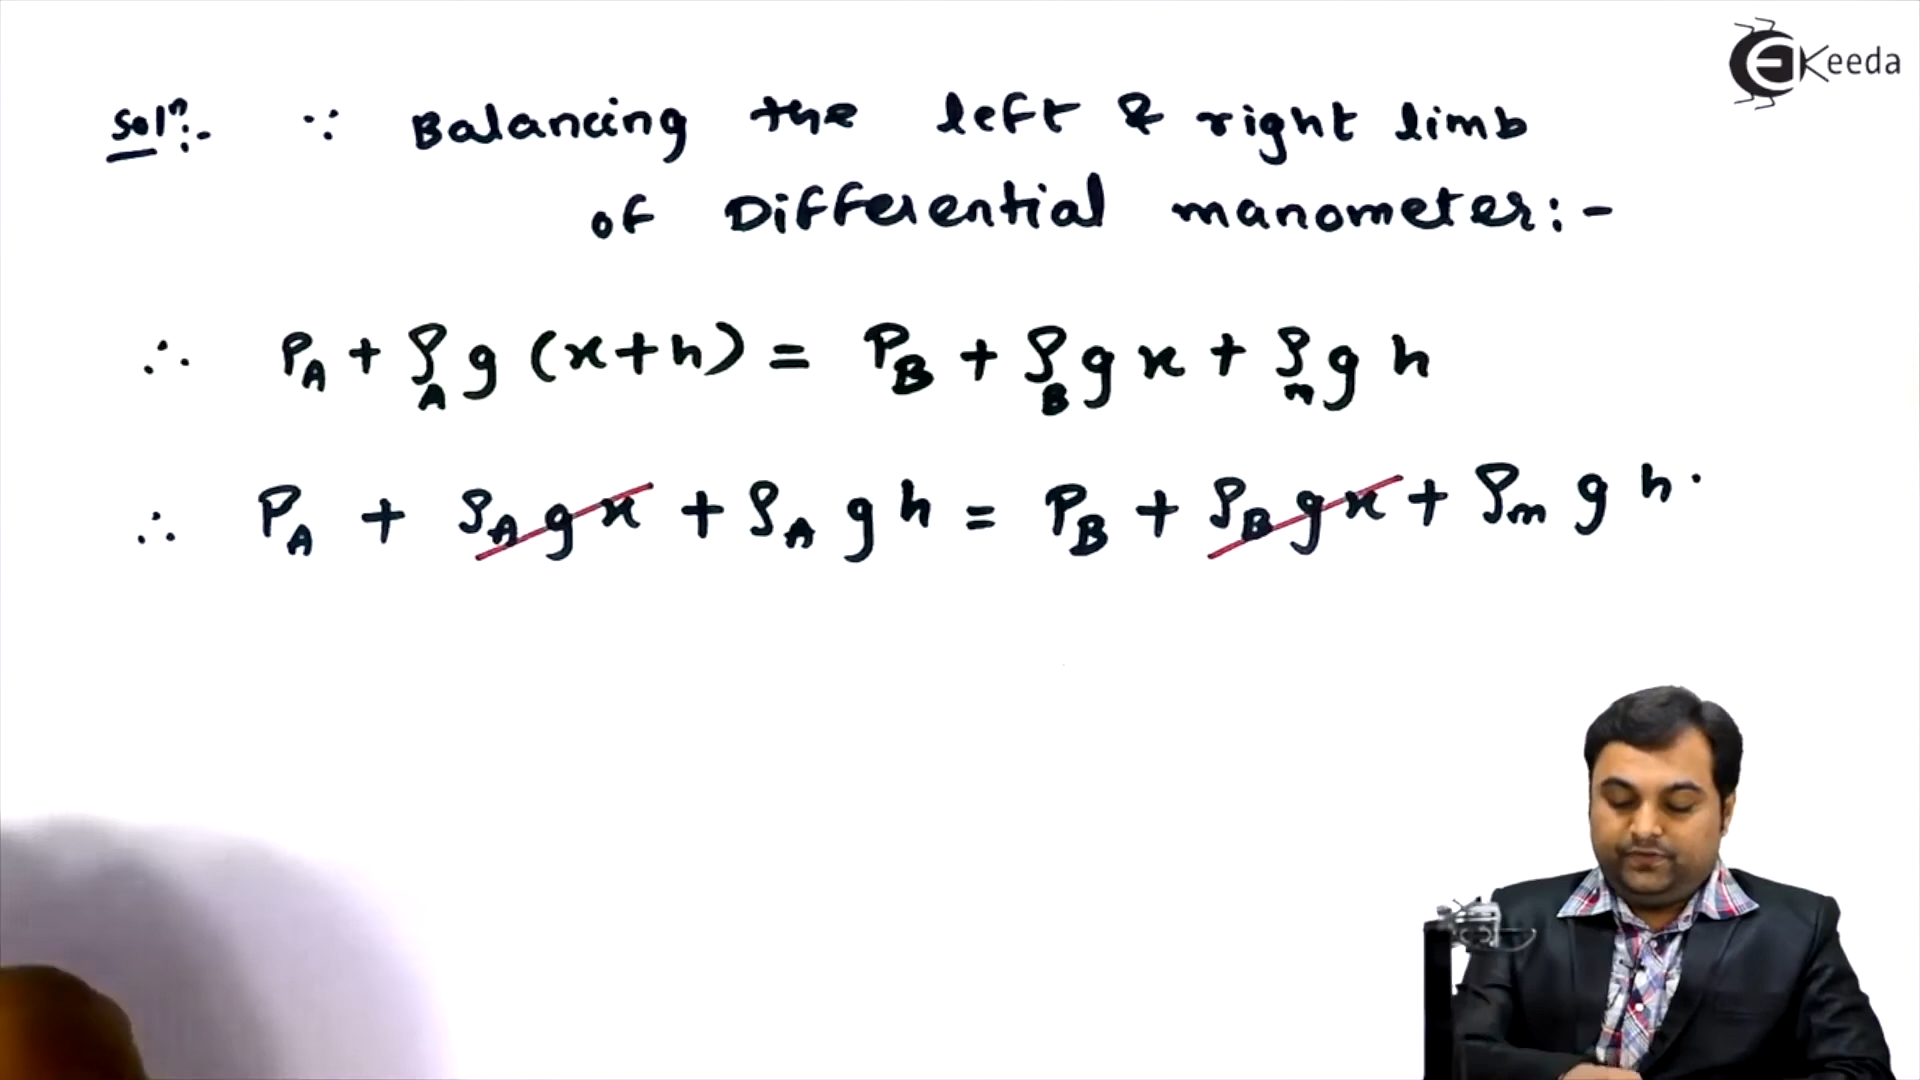 EKeeda
Solⁿ:- ∵ Balancing the left & right limb
of Differential manometer:-
∴ P_A + ρ_A g (x+h) = P_B + ρ_B g x + ρ_m g h
∴ P_A + ρ_A g x + ρ_A g h = P_B + ρ_B g x + ρ_m g h.